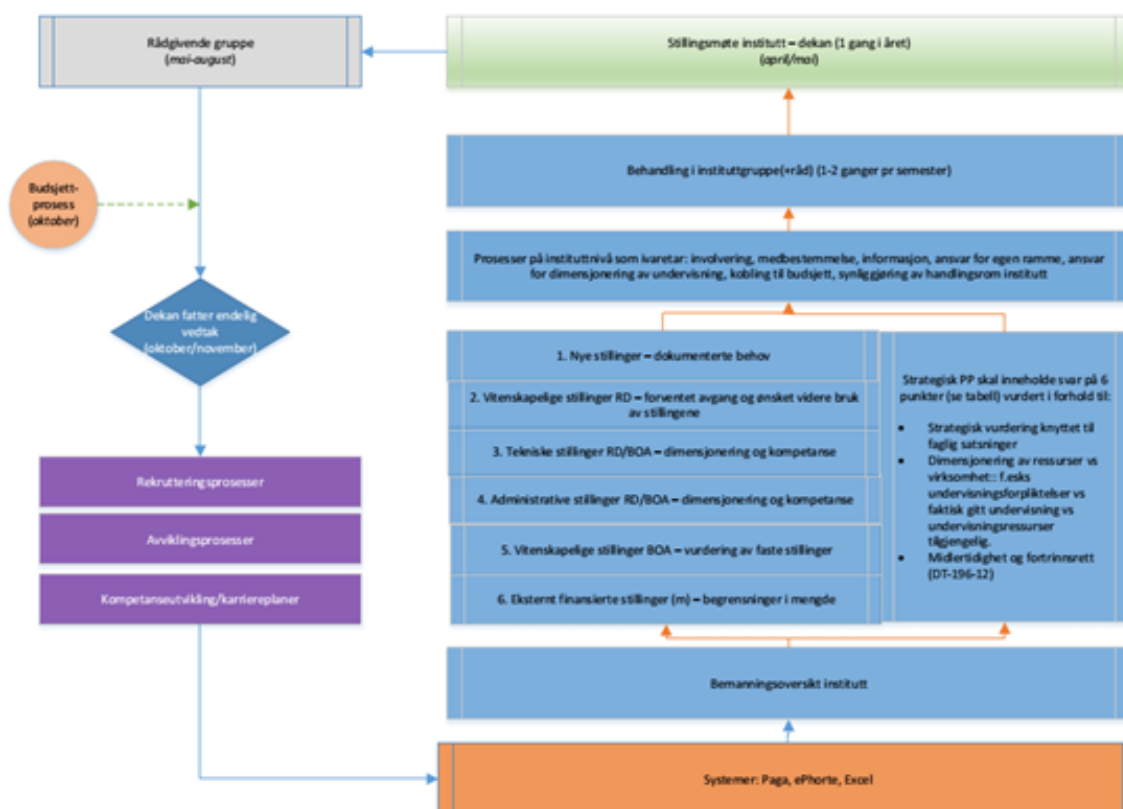 Rådgivende gruppe
(mai-august)
Stillingsmøte institutt – dekan (1 gang i året)
(april/mai)
Behandling i instituttgruppe(+råd) (1-2 ganger pr semester)
Budsjett-
prosess
(oktober)
Prosesser på instituttnivå som ivaretar: involvering, medbestemmelse, informasjon, ansvar for egen ramme, ansvar
for dimensjonering av undervisning, kobling til budsjett, synliggjøring av handlingsrom institutt
Dekan fatter endelig
vedtak
(oktober/november)
1. Nye stillinger – dokumenterte behov
2. Vitenskapelige stillinger RD – forventet avgang og ønsket videre bruk
av stillingene
3. Tekniske stillinger RD/BOA – dimensjonering og kompetanse
4. Administrative stillinger RD/BOA – dimensjonering og kompetanse
5. Vitenskapelige stillinger BOA – vurdering av faste stillinger
6. Eksternt finansierte stillinger (m) – begrensninger i mengde
Strategisk PP skal inneholde svar på 6
punkter (se tabell) vurdert i forhold til:
• Strategisk vurdering knyttet til
faglig satsninger
• Dimensjonering av ressurser vs
virksomhet:: f.esks
undervisningsforpliktelser vs
faktisk gitt undervisning vs
undervisningsressurser
tilgjengelig.
• Midlertidighet og fortrinnsrett
(DT-196-12)
Rekrutteringsprosesser
Avviklingsprosesser
Kompetanseutvikling/karriereplaner
Bemanningsoversikt institutt
Systemer: Paga, ePhorte, Excel